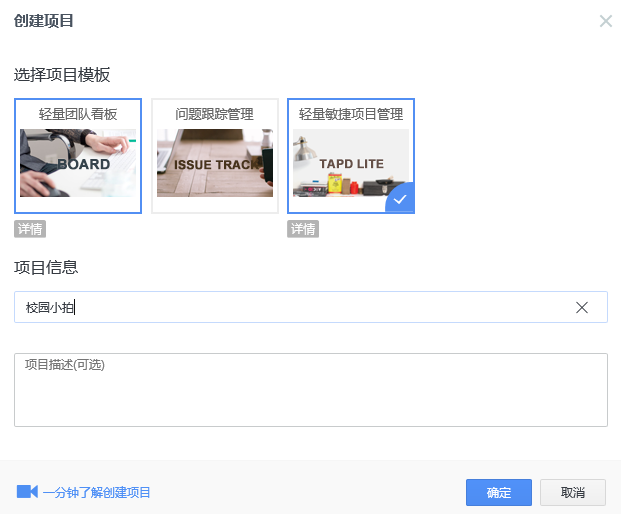 创建项目
选择项目模板
轻量团队看板
问题跟踪管理
轻量敏捷项目管理
BOARD
ISSUE TRACK
TAPD LITE
详情
详情
项目信息
校园小拍
项目描述(可选)
一分钟了解创建项目
确定
取消